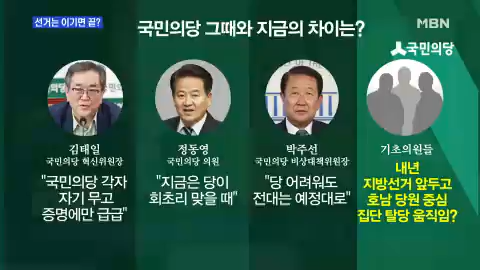 선거는 이기면 끝?
국민의당 그때와 지금의 차이는?
MBN
국민의당
김태일
국민의당 혁신위원장
"국민의당 각자
자기 무고
증명에만 급급"
정동영
국민의당 의원
"지금은 당이
회초리 맞을 때"
박주선
국민의당 비상대책위원장
"당 어려워도
전대는 예정대로"
기초의원들
내년
지방선거 앞두고
호남 당원 중심
집단 탈당 움직임?